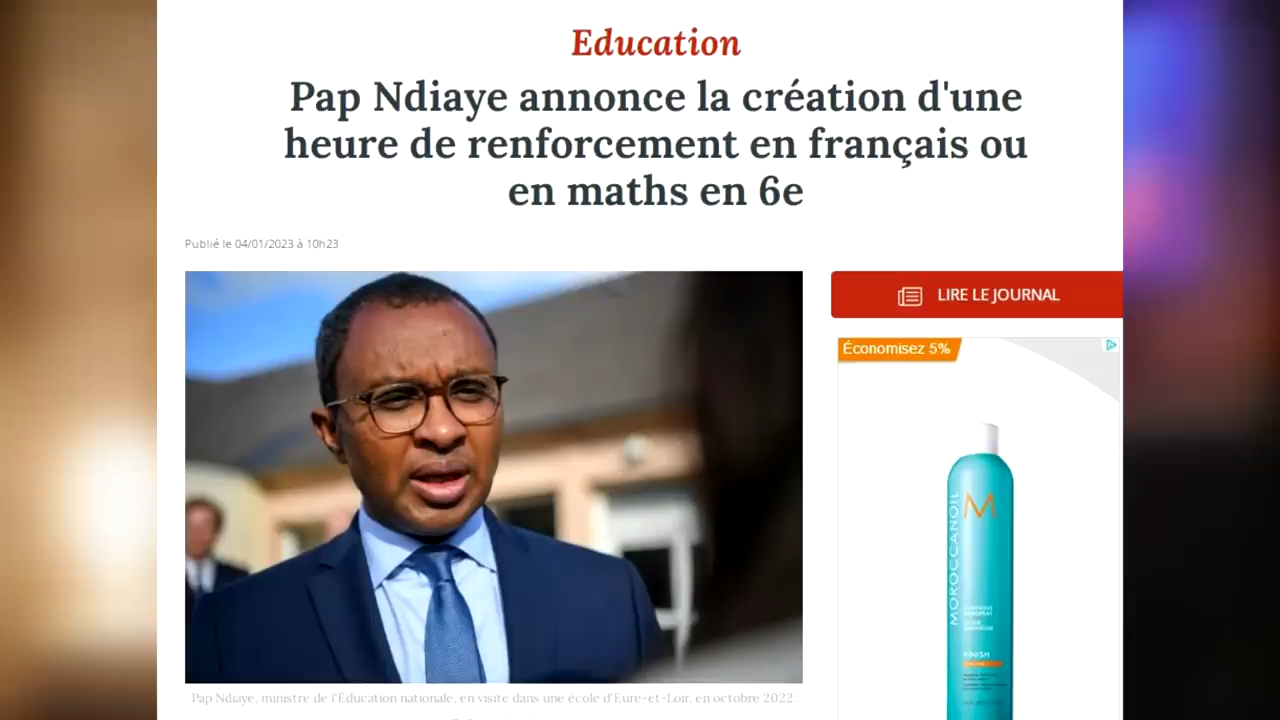 Education
Pap Ndiaye annonce la création d'une
heure de renforcement en français ou
en maths en 6e
Publié le 04/01/2023 à 10h23
LIRE LE JOURNAL
Économisez 5%
M
MOROCCANOIL
FINISH
Pap Ndiaye, ministre de l'Éducation nationale, en visite dans une école d'Eure-et-Loir, en octobre 2022.